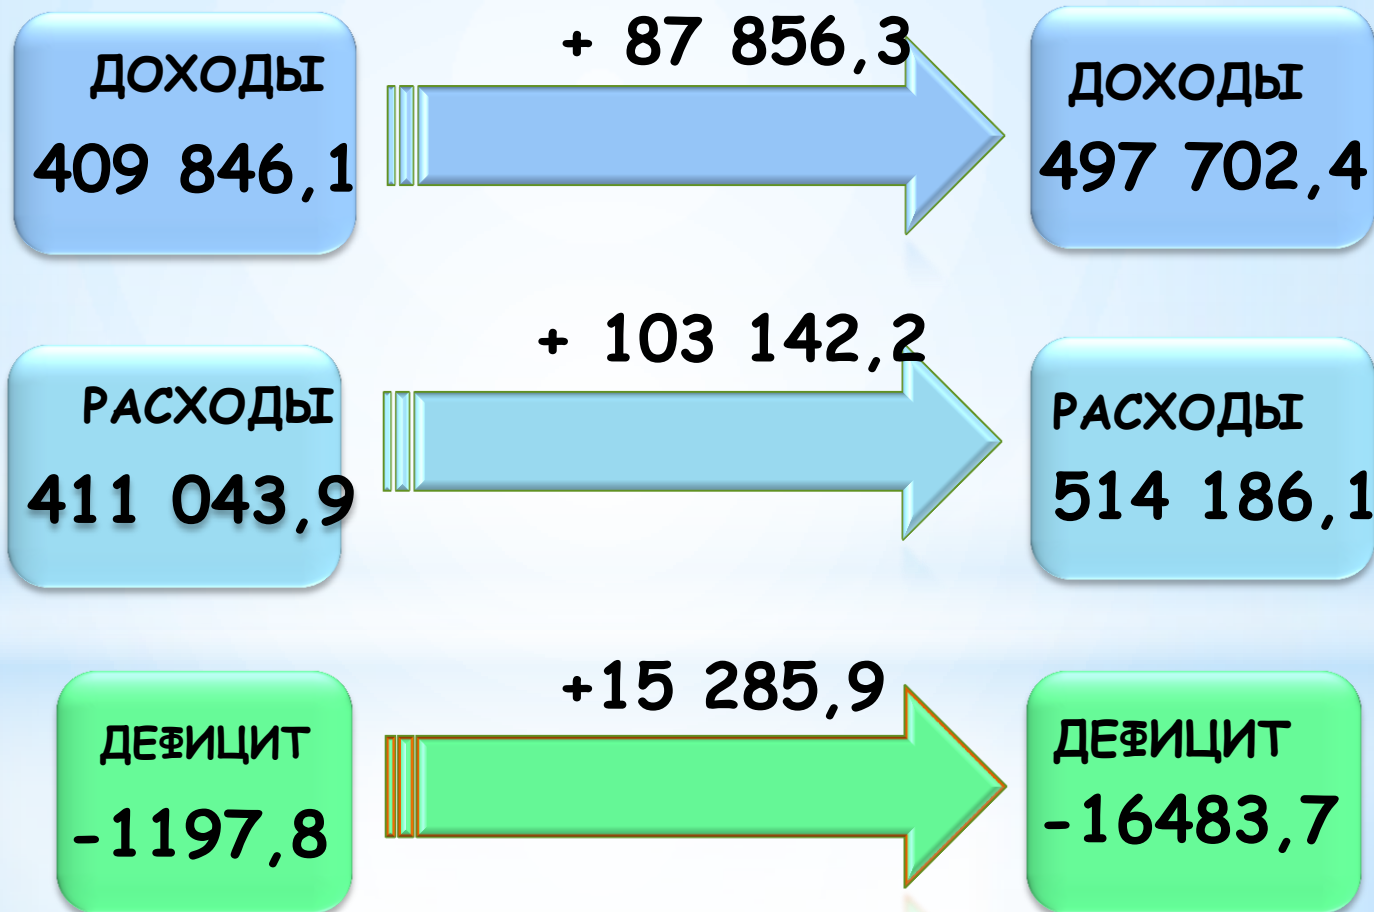 ДОХОДЫ
409 846,1
+ 87 856,3
ДОХОДЫ
497 702,4
РАСХОДЫ
411 043,9
+ 103 142,2
РАСХОДЫ
514 186,1
ДЕФИЦИТ
-1197,8
+15 285,9
ДЕФИЦИТ
-16483,7